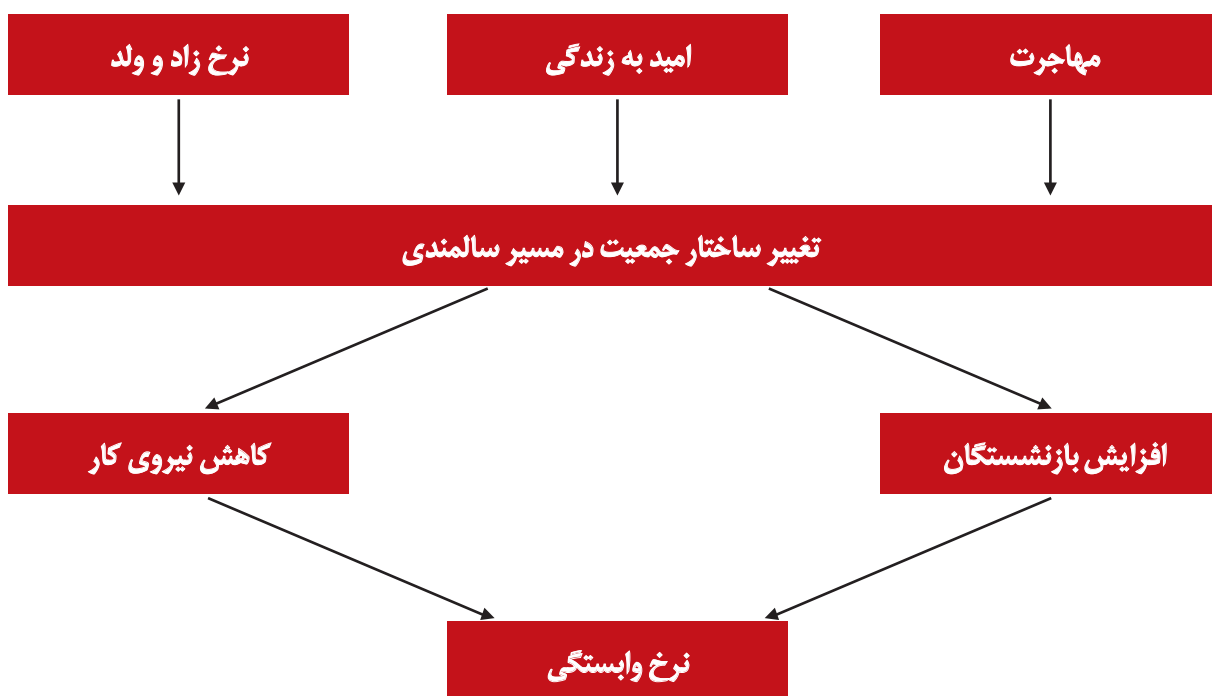 مهاجرت
امید به زندگی
نرخ زاد و ولد
تغییر ساختار جمعیت در مسیر سالمندی
افزایش بازنشستگان
کاهش نیروی کار
نرخ وابستگی